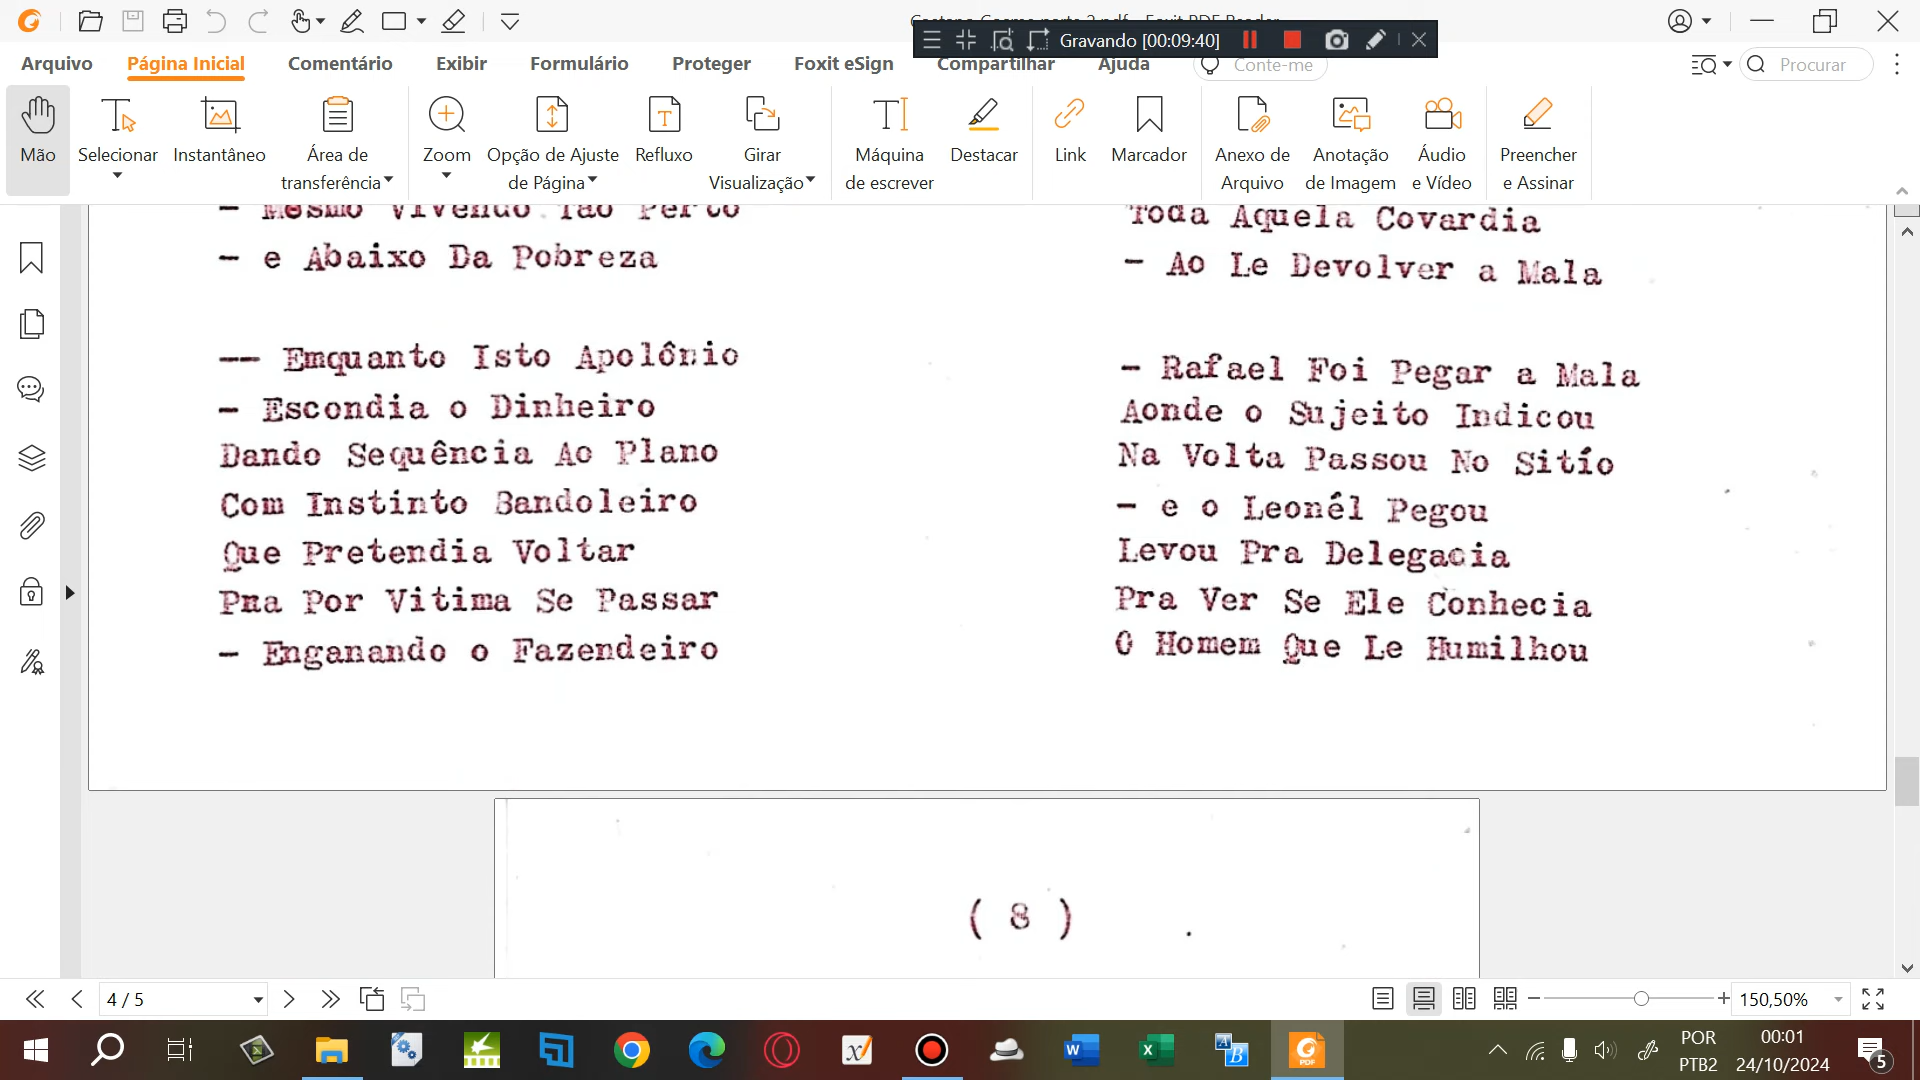 Gravando [00:09:40]
Arquivo
Página Inicial
Comentário
Exibir
Formulário
Proteger
Foxit eSign
Compartilhar
Ajuda
Conte-me
Procurar
Mão
Selecionar
Instantâneo
Área de
transferência
Zoom
Opção de Ajuste
de Página
Refluxo
Girar
Visualização
Máquina
de escrever
Destacar
Link
Marcador
Anexo de
Arquivo
Anotação
de Imagem
Áudio
e Vídeo
Preencher
e Assinar
- Mesmo Vivendo Tão Perto
- e Abaixo Da Pobreza
-- Emquanto Isto Apolônio
- Escondia o Dinheiro
Dando Sequência Ao Plano
Com Instinto Bandoleiro
Que Pretendia Voltar
Pra Por Vitima Se Passar
- Enganando o Fazendeiro
Toda Aquela Covardia
- Ao Le Devolver a Mala
- Rafael Foi Pegar a Mala
Aonde o Sujeito Indicou
Na Volta Passou No Sitío
- e o Leonél Pegou
Levou Pra Delegacia
Pra Ver Se Ele Conhecia
O Homem Que Le Humilhou
( 8 )
4 / 5
150,50%
POR
PTB2
00:01
24/10/2024
5